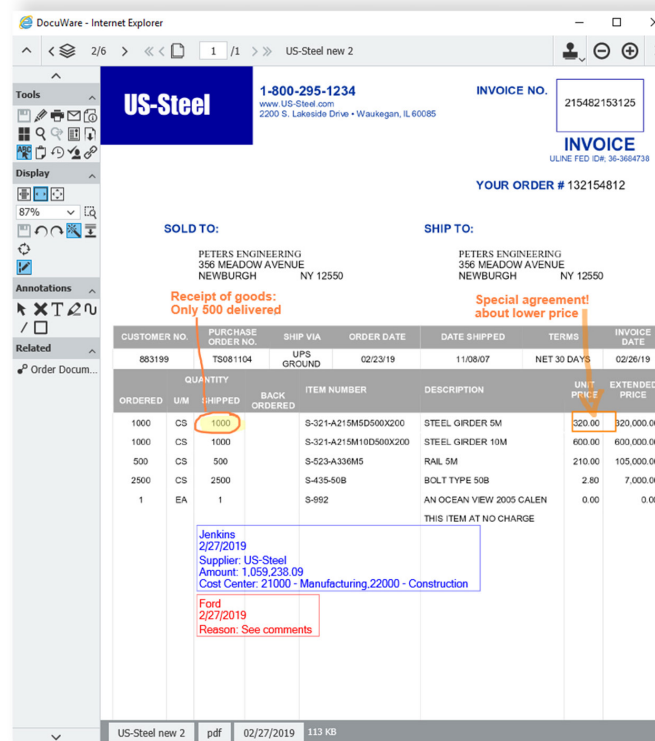 DocuWare - Internet Explorer
2/6 1 /1 US-Steel new 2
Tools
Display
87%
Annotations
Related
Order Docum...
US-Steel
1-800-295-1234
www.US-Steel.com
2200 S. Lakeside Drive • Waukegan, IL 60085
INVOICE NO.
215482153125
INVOICE
ULINE FED ID#, 36-3684738
YOUR ORDER # 132154812
SOLD TO: SHIP TO:
PETERS ENGINEERING PETERS ENGINEERING
356 MEADOW AVENUE 356 MEADOW AVENUE
NEWBURGH NY 12550 NEWBURGH NY 12550
Receipt of goods:
Only 500 delivered
Special agreement!
about lower price
CUSTOMER NO. PURCHASE ORDER NO. SHIP VIA ORDER DATE DATE SHIPPED TERMS INVOICE DATE
883199 TS081104 UPS GROUND 02/23/19 11/08/07 NET 30 DAYS 02/26/19
QUANTITY
ORDERED U/M SHIPPED BACK ORDERED ITEM NUMBER DESCRIPTION UNIT PRICE EXTENDED PRICE
1000 CS 1000 S-321-A215M5D500X200 STEEL GIRDER 5M 320.00 320,000.00
1000 CS 1000 S-321-A215M10D500X200 STEEL GIRDER 10M 600.00 600,000.00
500 CS 500 S-523-A336M5 RAIL 5M 210.00 105,000.00
2500 CS 2500 S-435-50B BOLT TYPE 50B 2.80 7,000.00
1 EA 1 S-992 AN OCEAN VIEW 2005 CALEN 0.00 0.00
THIS ITEM AT NO CHARGE
Jenkins
2/27/2019
Supplier: US-Steel
Amount: 1,059,238.09
Cost Center: 21000 - Manufacturing,22000 - Construction
Ford
2/27/2019
Reason: See comments
US-Steel new 2 pdf 02/27/2019 113 KB